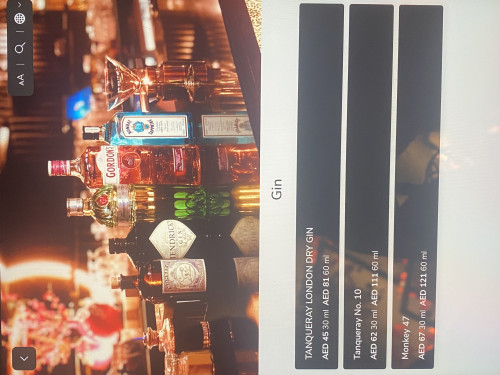 AA
GORDON'S
HENDRICK'S
GIN
Gin
TANQUERAY LONDON DRY GIN
AED 45 30 ml AED 81 60 ml
Tanqueray No. 10
AED 62 30 ml AED 111 60 ml
Monkey 47
AED 67 30 ml AED 121 60 ml